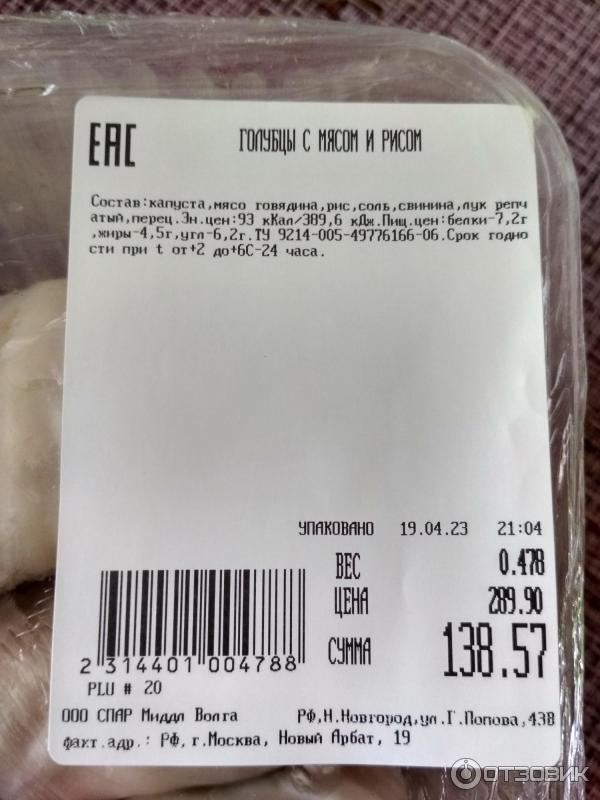 ЕАС
ГОЛУБЦЫ С МЯСОМ И РИСОМ
Состав:капуста,мясо говядина,рис,соль,свинина,лук репч
атый,перец.Эн.цен:93 кКал/389,6 кДж.Пищ.цен:белки-7,2г
,жиры-4,5г,угл-6,2г.ТУ 9214-005-49776166-06.Срок годно
сти при t от+2 до+6С-24 часа.
УПАКОВАНО 19.04.23 21:04
ВЕС 0.478
ЦЕНА 289.90
СУММА 138.57
2 314401 004788
PLU # 20
ООО СПАР Миддл Волга РФ,Н.Новгород,ул.Г.Попова,43В
факт.адр.: РФ, г.Москва, Новый Арбат, 19
ОТЗОВИК